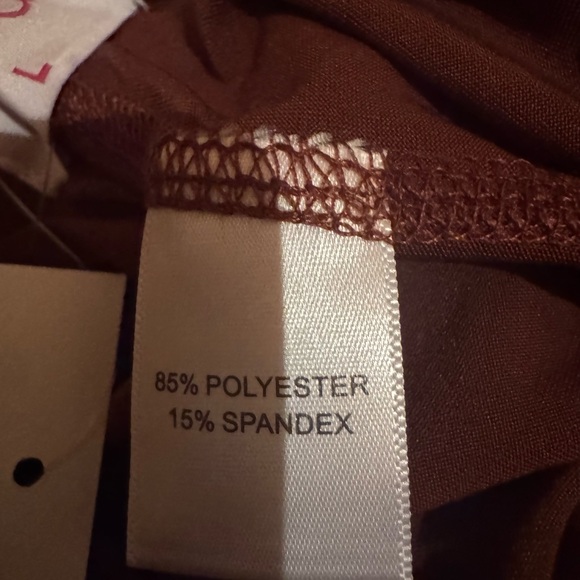 L
85% POLYESTER
15% SPANDEX